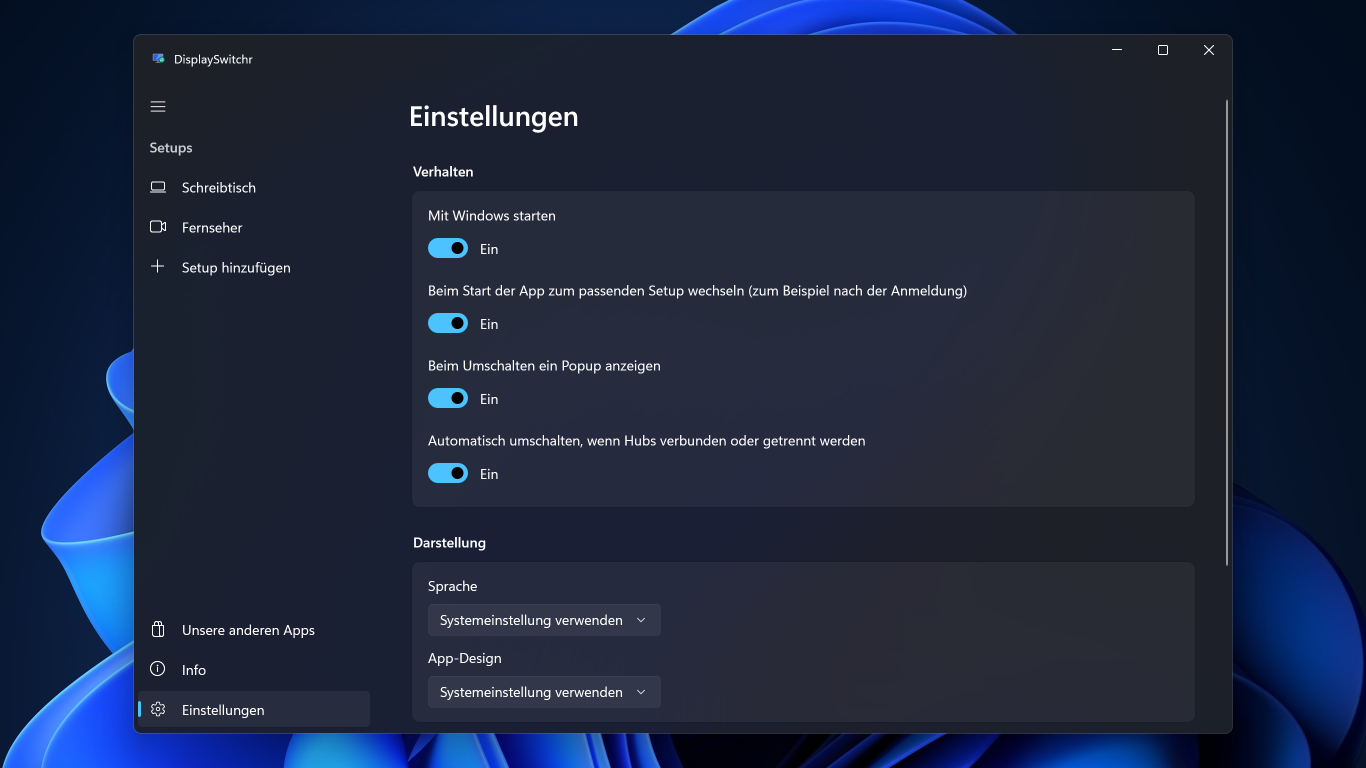 DisplaySwitchr
Setups
Schreibtisch
Fernseher
Setup hinzufügen
Unsere anderen Apps
Info
Einstellungen
Einstellungen
Verhalten
Mit Windows starten
Ein
Beim Start der App zum passenden Setup wechseln (zum Beispiel nach der Anmeldung)
Ein
Beim Umschalten ein Popup anzeigen
Ein
Automatisch umschalten, wenn Hubs verbunden oder getrennt werden
Ein
Darstellung
Sprache
Systemeinstellung verwenden
App-Design
Systemeinstellung verwenden